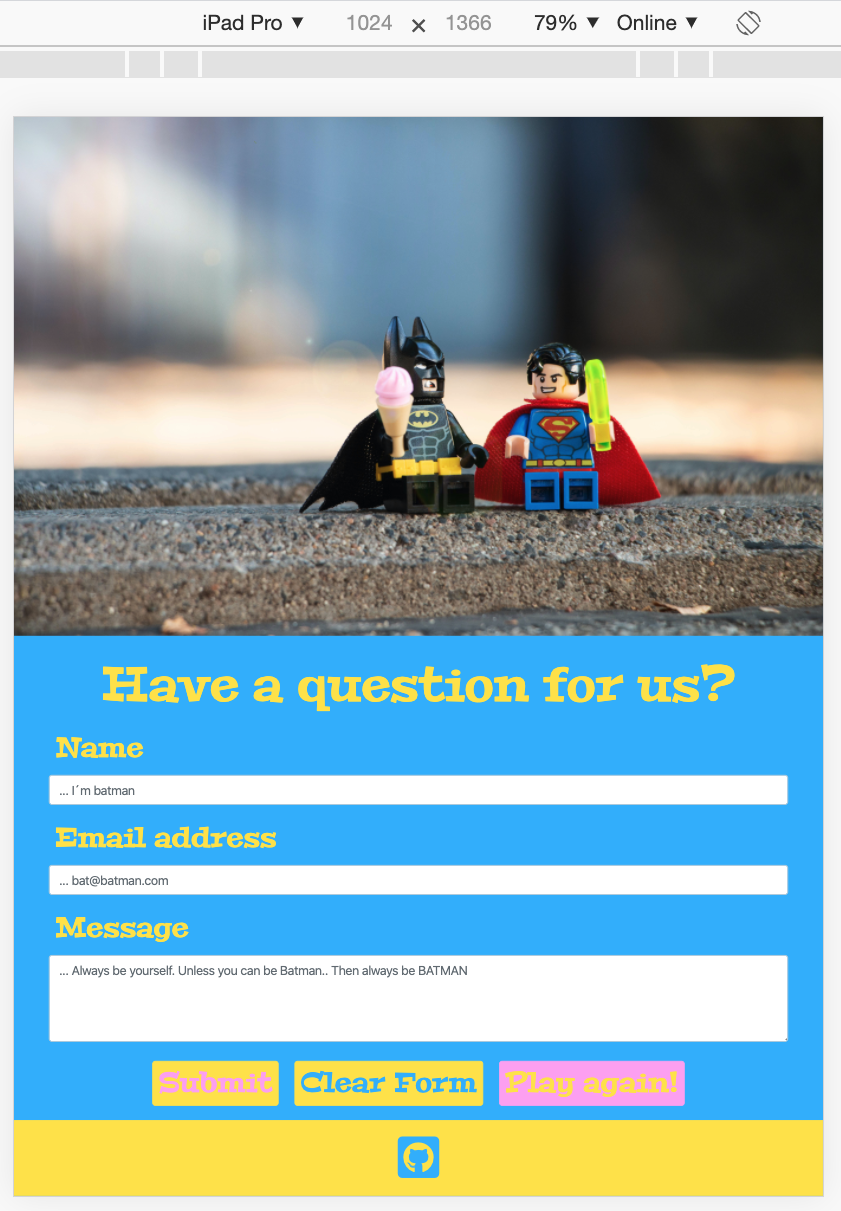 iPad Pro ▼ 1024 × 1366 79% ▼ Online ▼
Have a question for us?
Name
... I´m batman
Email address
... bat@batman.com
Message
... Always be yourself. Unless you can be Batman.. Then always be BATMAN
Submit Clear Form Play again!